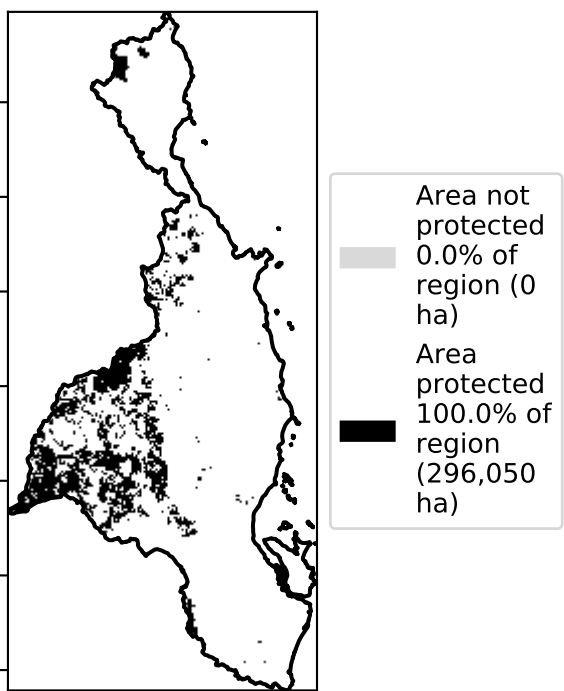 Area not
protected
0.0% of
region (0
ha)
Area
protected
100.0% of
region
(296,050
ha)